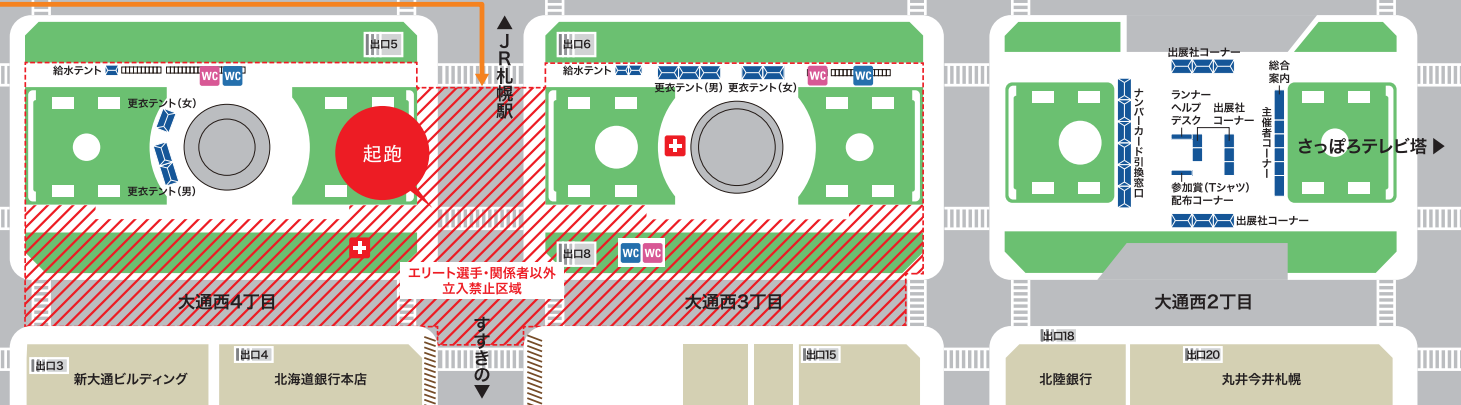 出口5
給水テント
WC
WC
更衣テント(女)
更衣テント(男)
起跑
▲JR札幌駅
出口6
給水テント
更衣テント(男)
更衣テント(女)
WC
WC
出口8
WC
WC
エリート選手・関係者以外
立入禁止区域
大通西4丁目
大通西3丁目
すすきの▼
出口3
新大通ビルディング
出口4
北海道銀行本店
出口15
出展社コーナー
総合
案内
ナンバーカード引換窓口
ランナー
ヘルプ
デスク
出展社
コーナー
主催者コーナー
さっぽろテレビ塔▶
参加賞(Tシャツ)
配布コーナー
出展社コーナー
大通西2丁目
出口18
北陸銀行
出口20
丸井今井札幌